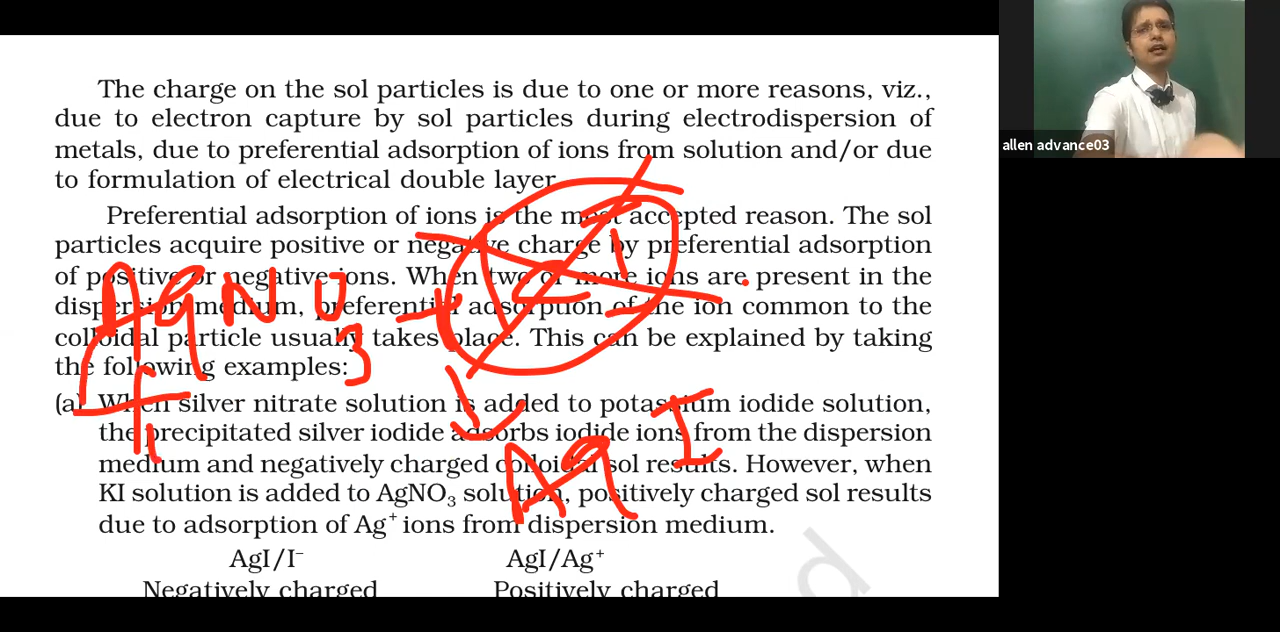 The charge on the sol particles is due to one or more reasons, viz.,
due to electron capture by sol particles during electrodispersion of
metals, due to preferential adsorption of ions from solution and/or due
to formulation of electrical double layer
Preferential adsorption of ions is the most accepted reason. The sol
particles acquire positive or negative charge by preferential adsorption
of positive or negative ions. When two or more ions are present in the
dispersion medium, preferential adsorption of the ion common to the
colloidal particle usually takes place. This can be explained by taking
the following examples:
(a) When silver nitrate solution is added to potassium iodide solution,
the precipitated silver iodide adsorbs iodide ions from the dispersion
medium and negatively charged colloidal sol results. However, when
KI solution is added to AgNO₃ solution, positively charged sol results
due to adsorption of Ag⁺ ions from dispersion medium.
AgI/I⁻ AgI/Ag⁺
Negatively charged Positively charged
AgNO3
AgI
allen advance03